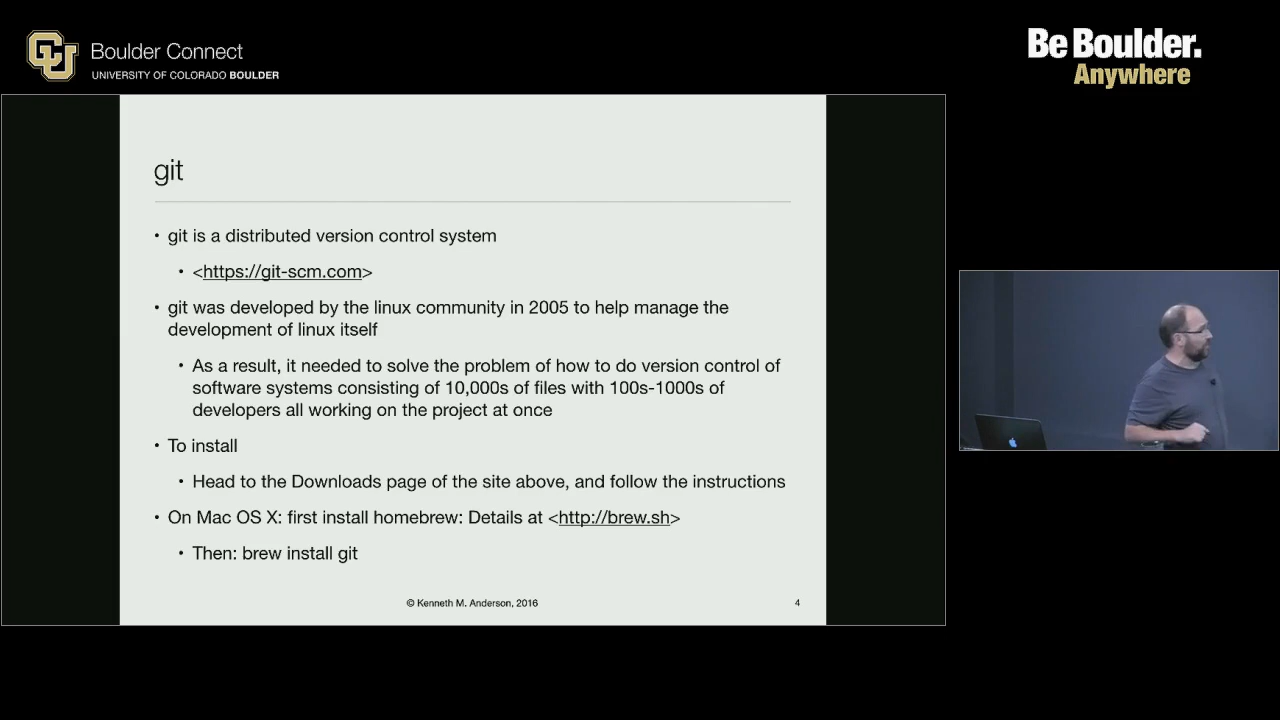 CU
Boulder Connect
UNIVERSITY OF COLORADO BOULDER
Be Boulder.
Anywhere
git
• git is a distributed version control system
• <https://git-scm.com>
• git was developed by the linux community in 2005 to help manage the
development of linux itself
• As a result, it needed to solve the problem of how to do version control of
software systems consisting of 10,000s of files with 100s-1000s of
developers all working on the project at once
• To install
• Head to the Downloads page of the site above, and follow the instructions
• On Mac OS X: first install homebrew: Details at <http://brew.sh>
• Then: brew install git
© Kenneth M. Anderson, 2016
4